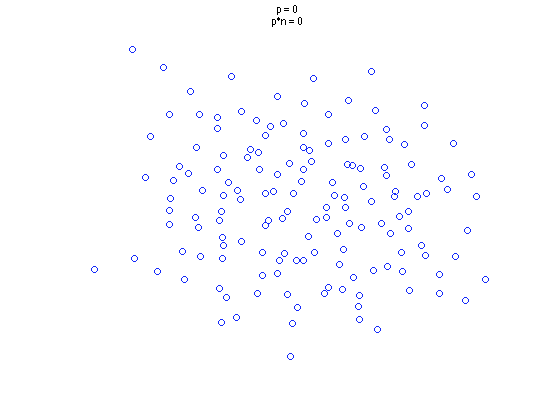 p = 0
p*n = 0